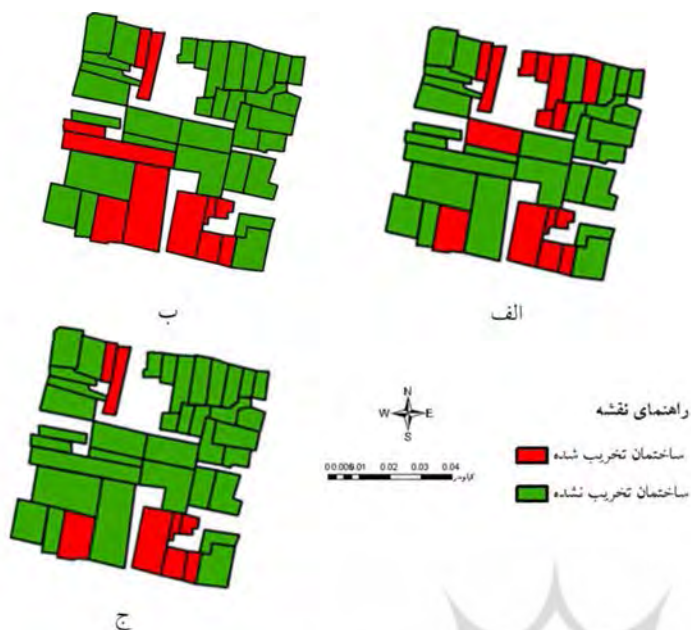 ب
الف
ج
N
W E
S
0 0.005 0.01 0.02 0.03 0.04
کیلومتر
راهنمای نقشه
ساختمان تخریب شده
ساختمان تخریب نشده